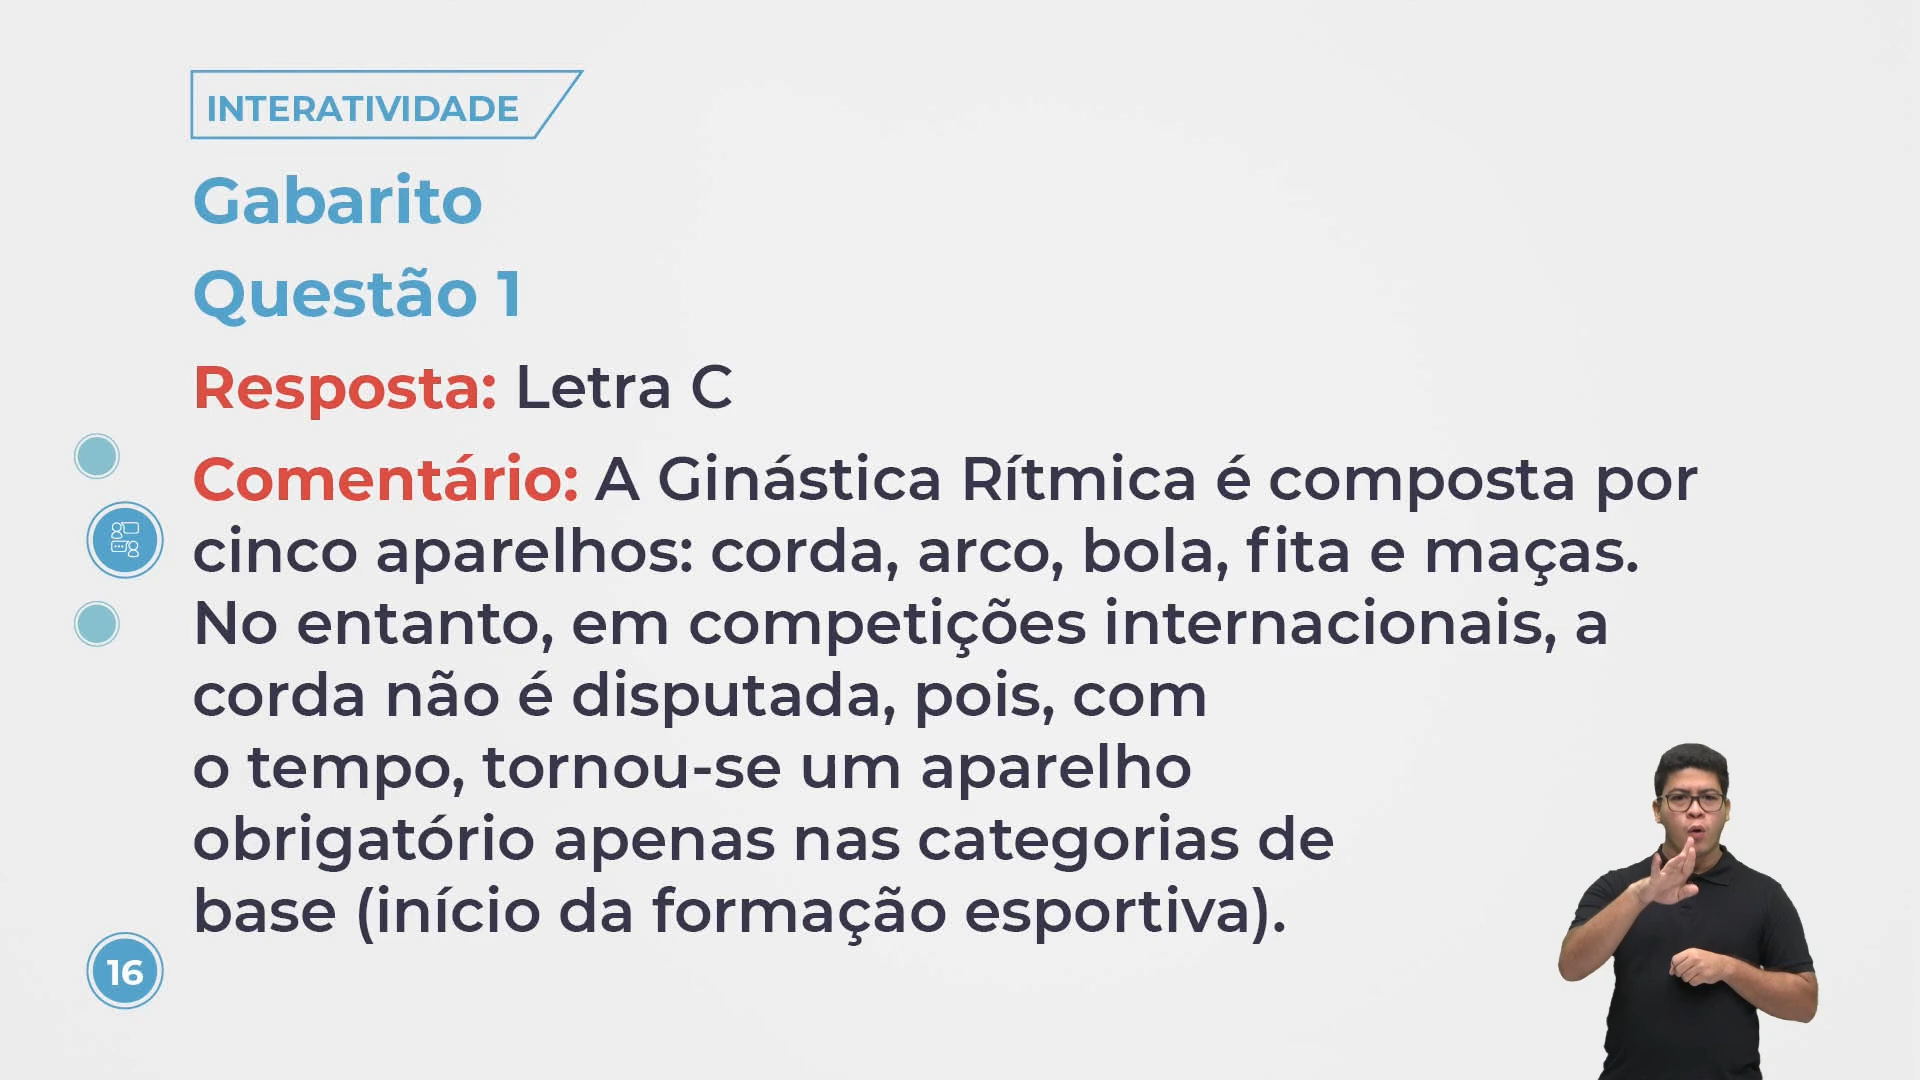 INTERATIVIDADE
Gabarito
Questão 1
Resposta: Letra C
Comentário: A Ginástica Rítmica é composta por
cinco aparelhos: corda, arco, bola, fita e maças.
No entanto, em competições internacionais, a
corda não é disputada, pois, com
o tempo, tornou-se um aparelho
obrigatório apenas nas categorias de
base (início da formação esportiva).
16